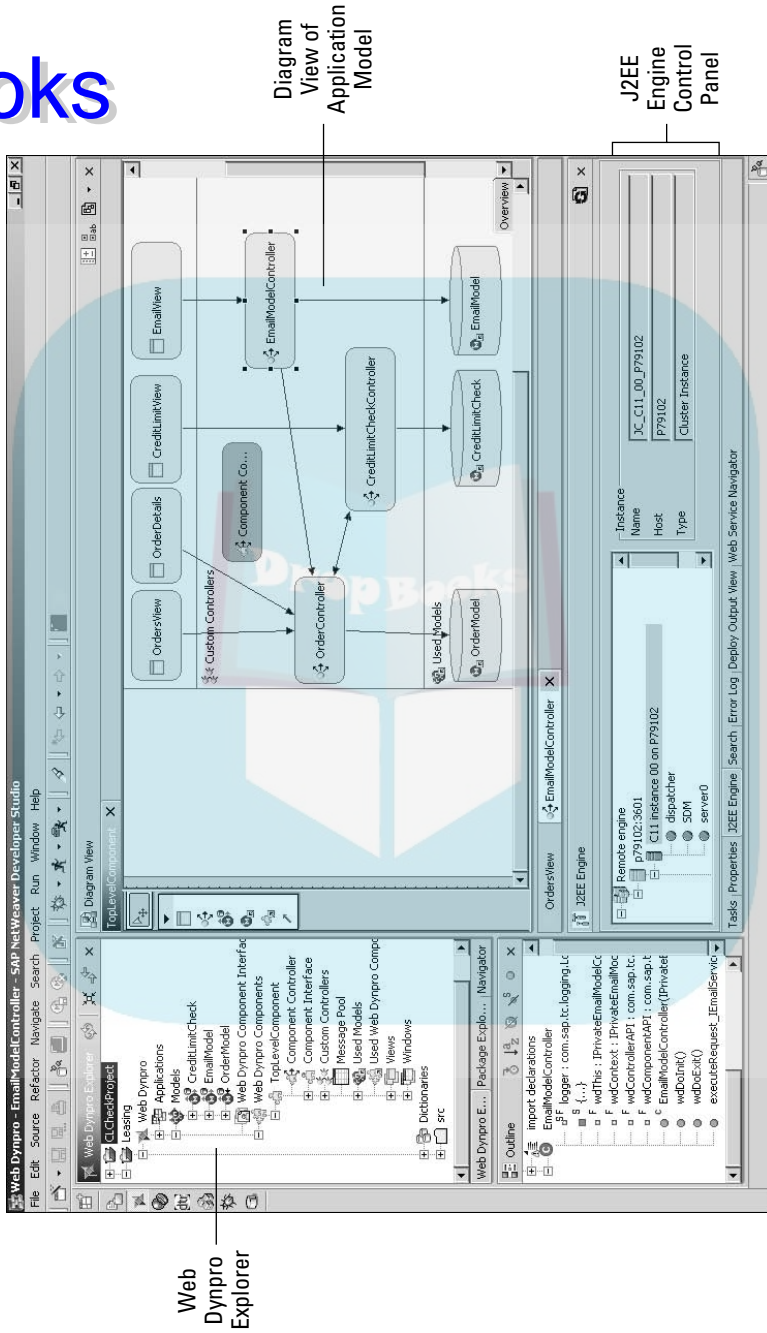 oks
Diagram
View of
Application
Model
J2EE
Engine
Control
Panel
Web
Dynpro
Explorer
Web Dynpro - EmailModelController - SAP NetWeaver Developer Studio
File Edit Source Refactor Navigate Search Project Run Window Help
Web Dynpro Explorer
CLCheckProject
Leasing
Web Dynpro
Applications
Models
CreditLimitCheck
EmailModel
OrderModel
Web Dynpro Component Interfac
Web Dynpro Components
TopLevelComponent
Component Controller
Component Interface
Custom Controllers
Message Pool
Used Models
Used Web Dynpro Compo
Views
Windows
Dictionaries
src
Web Dynpro E... Package Explo... Navigator
Outline
import declarations
EmailModelController
logger : com.sap.tc.logging.Lo
{...}
wdThis : IPrivateEmailModelCo
wdContext : IPrivateEmailMod
wdControllerAPI : com.sap.tc.
wdComponentAPI : com.sap.t
EmailModelController(IPrivateE
wdDoInit()
wdDoExit()
executeRequest_IEmailService
Diagram View
TopLevelComponent
OrdersView
OrderDetails
CreditLimitView
EmailView
Custom Controllers
Component Co...
EmailModelController
OrderController
CreditLimitCheckController
Used Models
OrderModel
CreditLimitCheck
EmailModel
Overview
Drop Books
OrdersView EmailModelController
J2EE Engine
Remote engine
p79102:3601
C11 instance 00 on P79102
dispatcher
SDM
server0
Instance
Name JC_C11_00_P79102
Host P79102
Type Cluster Instance
Tasks Properties J2EE Engine Search Error Log Deploy Output View Web Service Navigator